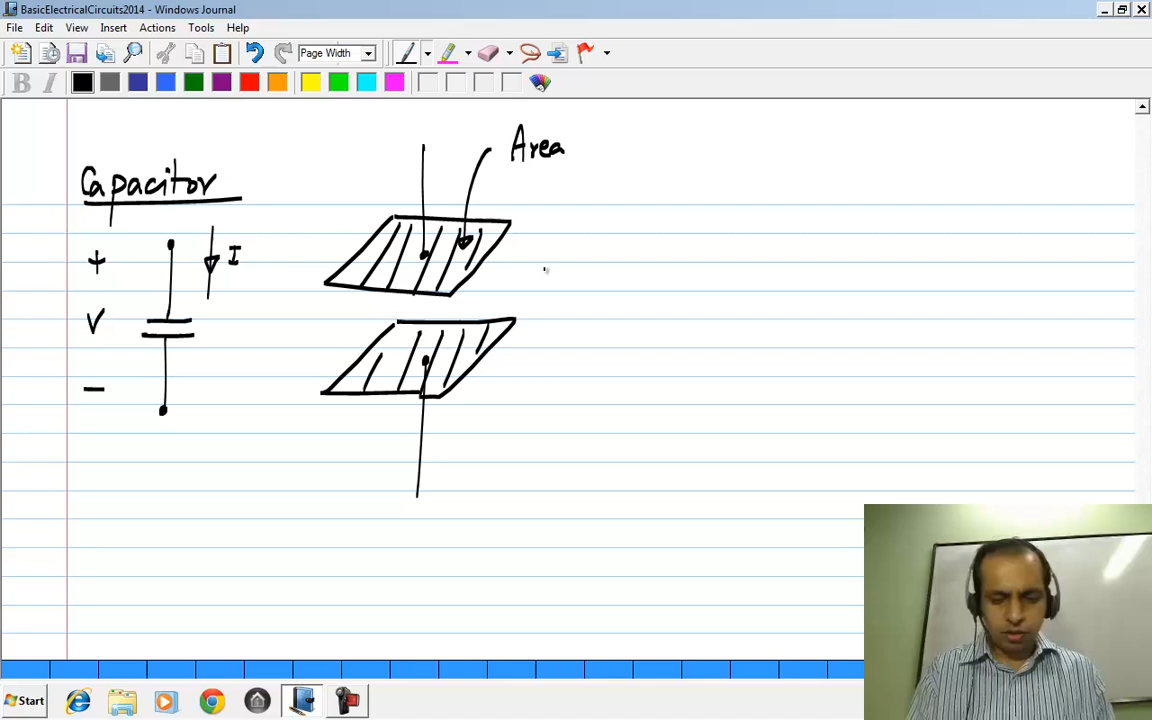 BasicElectricalCircuits2014 - Windows Journal
File Edit View Insert Actions Tools Help
Page Width
B I
Capacitor
Area
+
I
V
−
Start